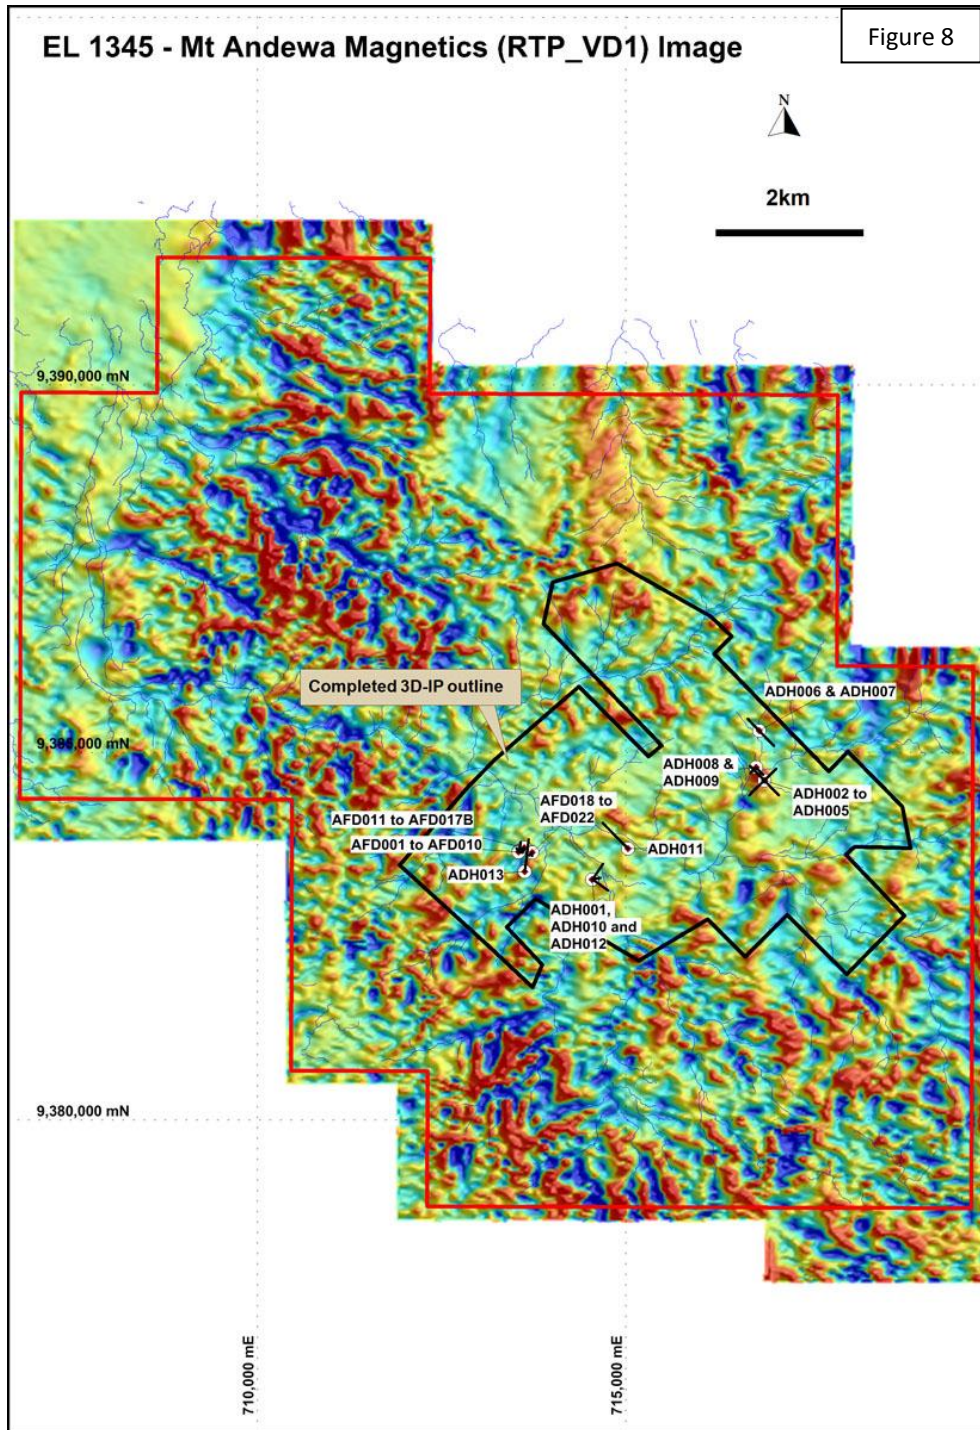 EL 1345 - Mt Andewa Magnetics (RTP_VD1) Image
Figure 8
N
2km
9,390,000 mN
Completed 3D-IP outline
ADH006 & ADH007
9,385,000 mN
ADH008 &
ADH009
ADH002 to
ADH005
AFD018 to
AFD022
AFD011 to AFD017B
AFD001 to AFD010
ADH011
ADH013
ADH001,
ADH010 and
ADH012
9,380,000 mN
710,000 mE
715,000 mE